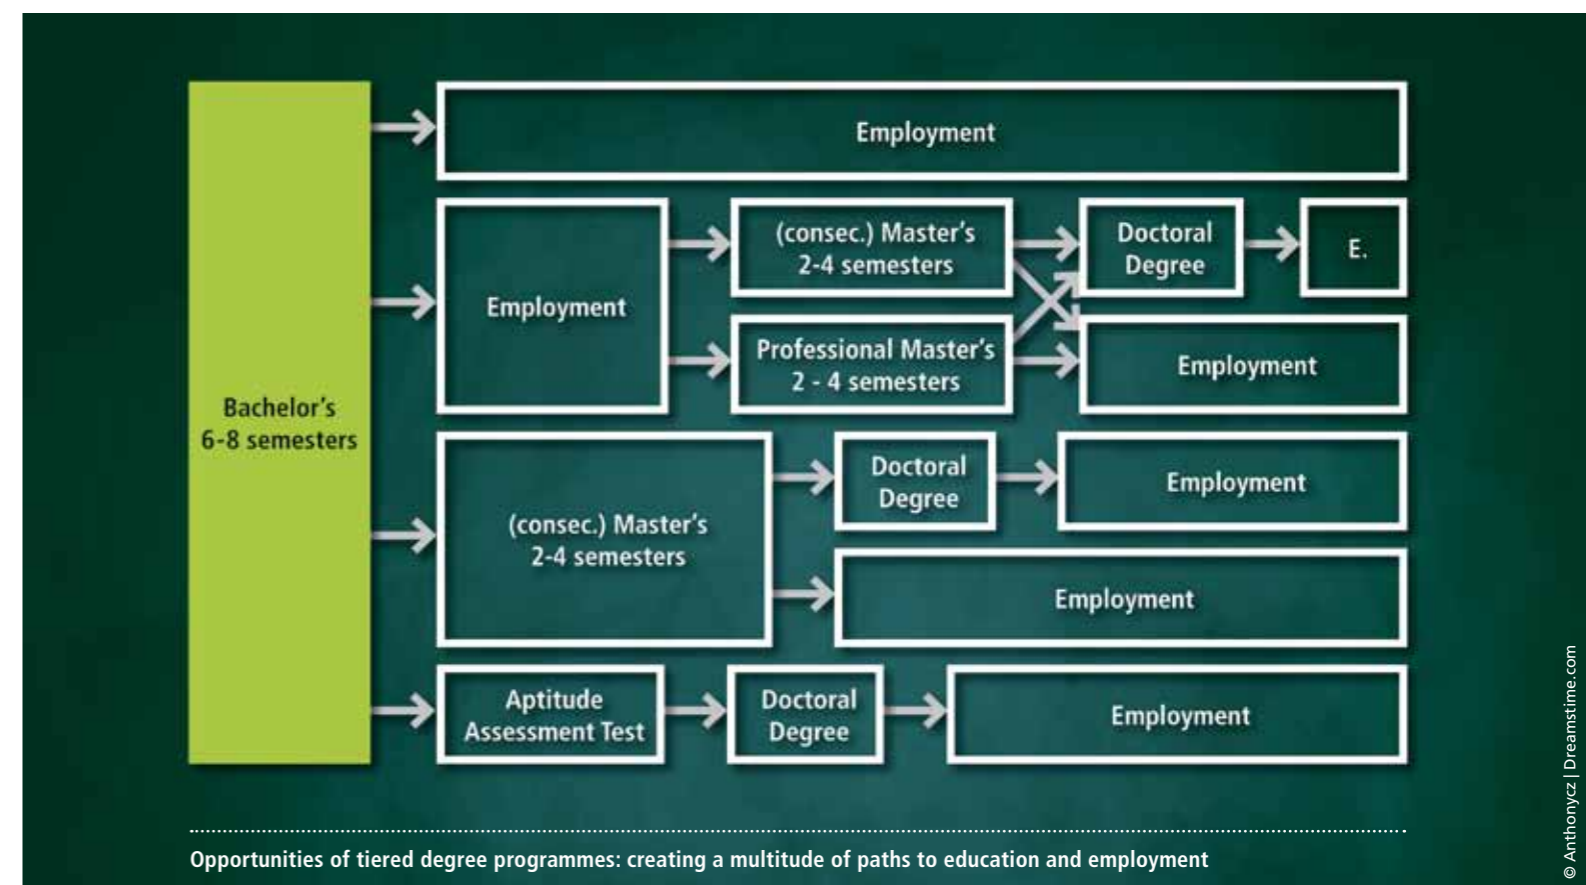 Employment
(consec.) Master's
2-4 semesters
Doctoral
Degree
E.
Employment
Professional Master's
2 - 4 semesters
Employment
Bachelor's
6-8 semesters
Doctoral
Degree
Employment
(consec.) Master's
2-4 semesters
Employment
Aptitude
Assessment Test
Doctoral
Degree
Employment
Opportunities of tiered degree programmes: creating a multitude of paths to education and employment
© Anthonycz | Dreamstime.com